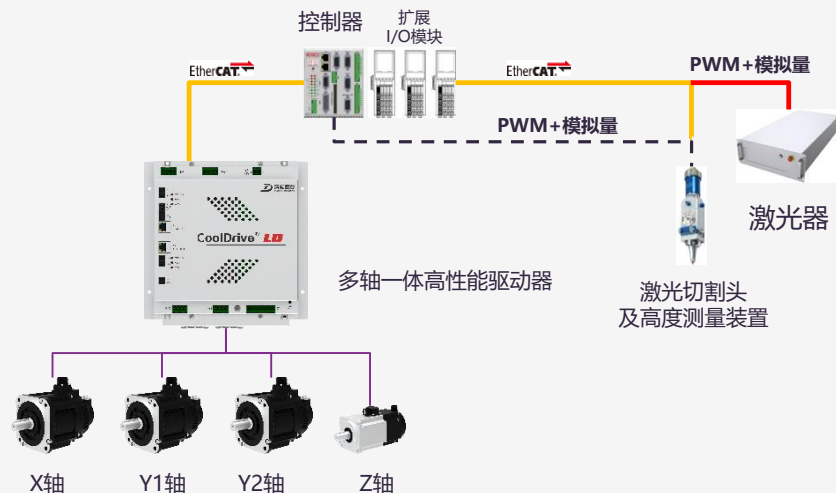 控制器
扩展
I/O模块
EtherCAT
EtherCAT
PWM+模拟量
PWM+模拟量
CoolDrive LD
激光器
多轴一体高性能驱动器
激光切割头
及高度测量装置
X轴
Y1轴
Y2轴
Z轴